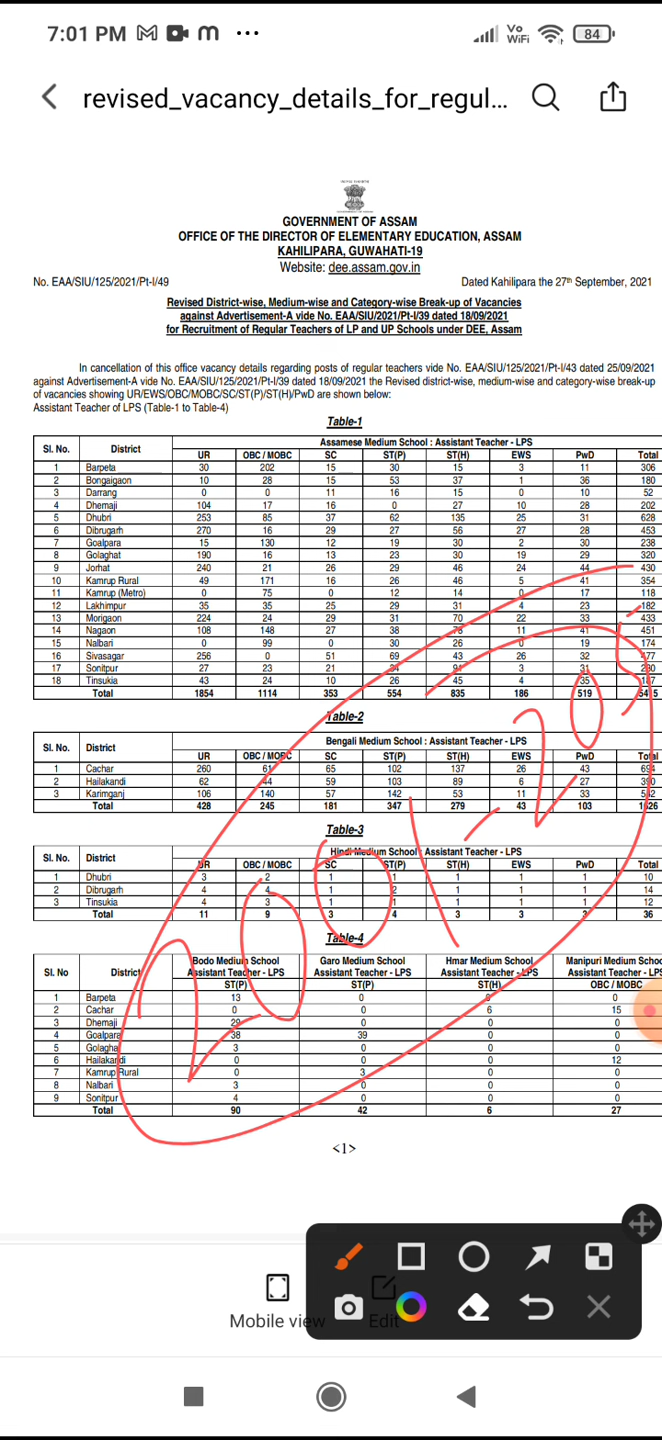 7:01 PM
Vo WiFi
84
revised_vacancy_details_for_regul...
GOVERNMENT OF ASSAM
OFFICE OF THE DIRECTOR OF ELEMENTARY EDUCATION, ASSAM
KAHILIPARA, GUWAHATI-19
Website: dee.assam.gov.in
No. EAA/SIU/125/2021/Pt-I/49 Dated Kahilipara the 27th September, 2021
Revised District-wise, Medium-wise and Category-wise Break-up of Vacancies
against Advertisement-A vide No. EAA/SIU/2021/Pt-I/39 dated 18/09/2021
for Recruitment of Regular Teachers of LP and UP Schools under DEE, Assam
In cancellation of this office vacancy details regarding posts of regular teachers vide No. EAA/SIU/125/2021/Pt-I/43 dated 25/09/2021
against Advertisement-A vide No. EAA/SIU/125/2021/Pt-I/39 dated 18/09/2021 the Revised district-wise, medium-wise and category-wise break-up
of vacancies showing UR/EWS/OBC/MOBC/SC/ST(P)/ST(H)/PwD are shown below:
Assistant Teacher of LPS (Table-1 to Table-4)
Table-1
Sl. No. District Assamese Medium School : Assistant Teacher - LPS
UR OBC / MOBC SC ST(P) ST(H) EWS PwD Total
1 Barpeta 30 202 15 30 15 3 11 306
2 Bongaigaon 10 28 15 53 37 1 36 180
3 Darrang 0 0 11 16 15 0 10 52
4 Dhemaji 104 17 16 0 27 10 28 202
5 Dhubri 253 85 37 62 135 25 31 628
6 Dibrugarh 270 16 29 27 56 27 28 453
7 Goalpara 15 130 12 19 30 2 30 238
8 Golaghat 190 16 13 23 30 19 29 320
9 Jorhat 240 21 26 29 46 24 44 430
10 Kamrup Rural 49 171 16 26 46 5 41 354
11 Kamrup (Metro) 0 75 0 12 14 0 17 118
12 Lakhimpur 35 35 25 29 31 4 23 182
13 Morigaon 224 24 29 31 70 22 33 433
14 Nagaon 108 148 27 38 11 41 451
15 Nalbari 0 99 0 30 26 0 19 174
16 Sivasagar 256 0 51 69 43 26 32 477
17 Sonitpur 27 23 21 3 31
18 Tinsukia 43 24 10 26 45 4 35 187
Total 1854 1114 353 554 835 186 519
Table-2
Sl. No. District Bengali Medium School : Assistant Teacher - LPS
UR OBC / MOBC SC ST(P) ST(H) EWS PwD Total
1 Cachar 260 61 65 102 137 26 43 694
2 Hailakandi 62 44 59 103 89 6 27 390
3 Karimganj 106 140 57 142 53 11 33 542
Total 428 245 181 347 279 43 103 1626
Table-3
Sl. No. District Hindi Medium School : Assistant Teacher - LPS
UR OBC / MOBC SC ST(P) ST(H) EWS PwD Total
1 Dhubri 3 2 1 1 1 1 1 10
2 Dibrugarh 4 4 1 2 1 1 1 14
3 Tinsukia 4 3 1 1 1 1 1 12
Total 11 9 3 4 3 3 3 36
Table-4
Sl. No District Bodo Medium School Assistant Teacher - LPS Garo Medium School Assistant Teacher - LPS Hmar Medium School Assistant Teacher - LPS Manipuri Medium Schoo Assistant Teacher - LPS
ST(P) ST(P) ST(H) OBC / MOBC
1 Barpeta 13 0 0 0
2 Cachar 0 0 6 15
3 Dhemaji 29 0 0 0
4 Goalpara 38 39 0 0
5 Golaghat 3 0 0 0
6 Hailakandi 0 0 0 12
7 Kamrup Rural 0 3 0 0
8 Nalbari 3 0 0 0
9 Sonitpur 4 0 0 0
Total 90 42 6 27
<1>
Mobile view
Edit